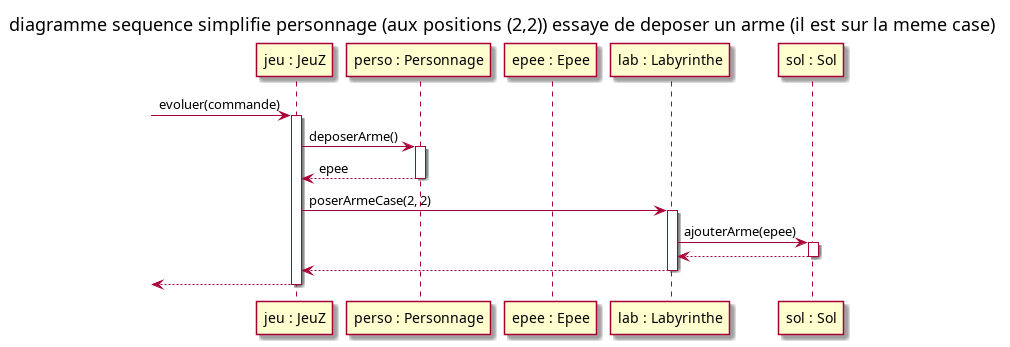 diagramme sequence simplifie personnage (aux positions (2,2)) essaye de deposer un arme (il est sur la meme case)
jeu : JeuZ perso : Personnage epee : Epee lab : Labyrinthe sol : Sol
evoluer(commande)
deposerArme()
epee
poserArmeCase(2, 2)
ajouterArme(epee)
jeu : JeuZ perso : Personnage epee : Epee lab : Labyrinthe sol : Sol